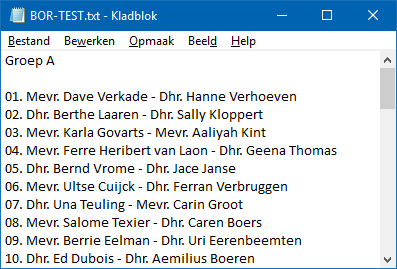 BOR-TEST.txt - Kladblok
Bestand Bewerken Opmaak Beeld Help
Groep A
01. Mevr. Dave Verkade - Dhr. Hanne Verhoeven
02. Dhr. Berthe Laaren - Dhr. Sally Kloppert
03. Mevr. Karla Govarts - Mevr. Aaliyah Kint
04. Mevr. Ferre Heribert van Laon - Dhr. Geena Thomas
05. Dhr. Bernd Vrome - Dhr. Jace Janse
06. Mevr. Ultse Cuijck - Dhr. Ferran Verbruggen
07. Dhr. Una Teuling - Mevr. Carin Groot
08. Mevr. Salome Texier - Dhr. Caren Boers
09. Mevr. Berrie Eelman - Dhr. Uri Eerenbeemten
10. Dhr. Ed Dubois - Dhr. Aemilius Boeren